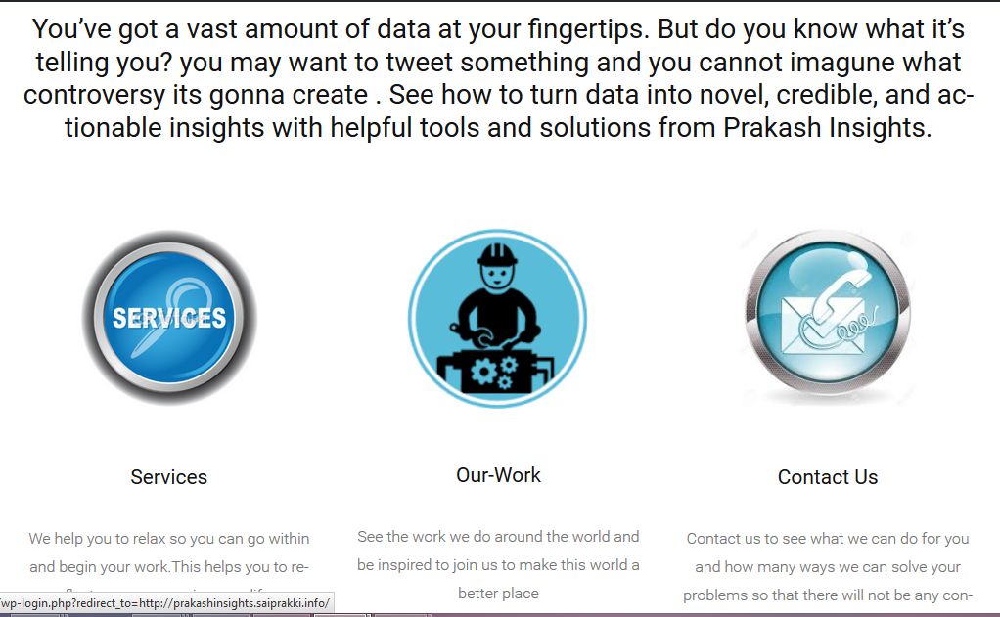 You’ve got a vast amount of data at your fingertips. But do you know what it’s
telling you? you may want to tweet something and you cannot imagune what
controversy its gonna create . See how to turn data into novel, credible, and ac-
tionable insights with helpful tools and solutions from Prakash Insights.
SERVICES
Services
Our-Work
Contact Us
We help you to relax so you can go within
and begin your work.This helps you to re-
See the work we do around the world and
be inspired to join us to make this world a
better place
Contact us to see what we can do for you
and how many ways we can solve your
problems so that there will not be any con-
/wp-login.php?redirect_to=http://prakashinsights.saiprakki.info/